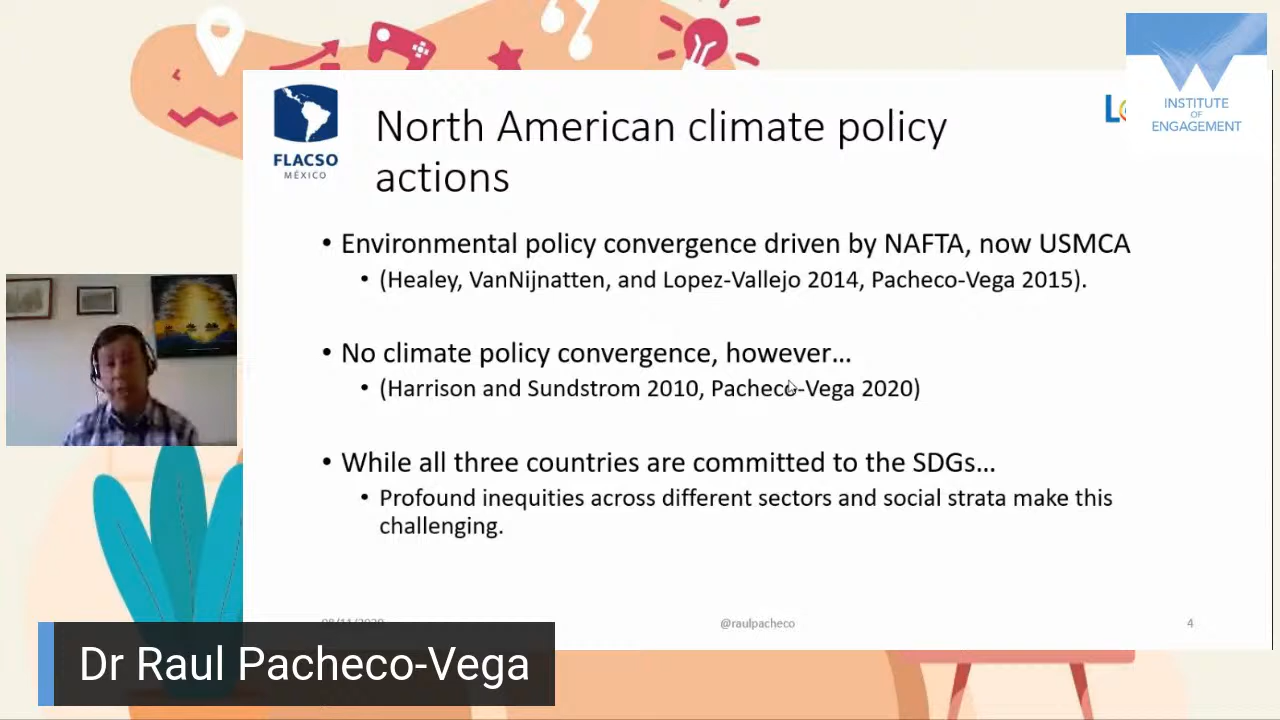 INSTITUTE
OF
ENGAGEMENT
FLACSO
MÉXICO
North American climate policy
actions
• Environmental policy convergence driven by NAFTA, now USMCA
• (Healey, VanNijnatten, and Lopez-Vallejo 2014, Pacheco-Vega 2015).
• No climate policy convergence, however…
• (Harrison and Sundstrom 2010, Pacheco-Vega 2020)
• While all three countries are committed to the SDGs…
• Profound inequities across different sectors and social strata make this
challenging.
@raulpacheco
4
Dr Raul Pacheco-Vega